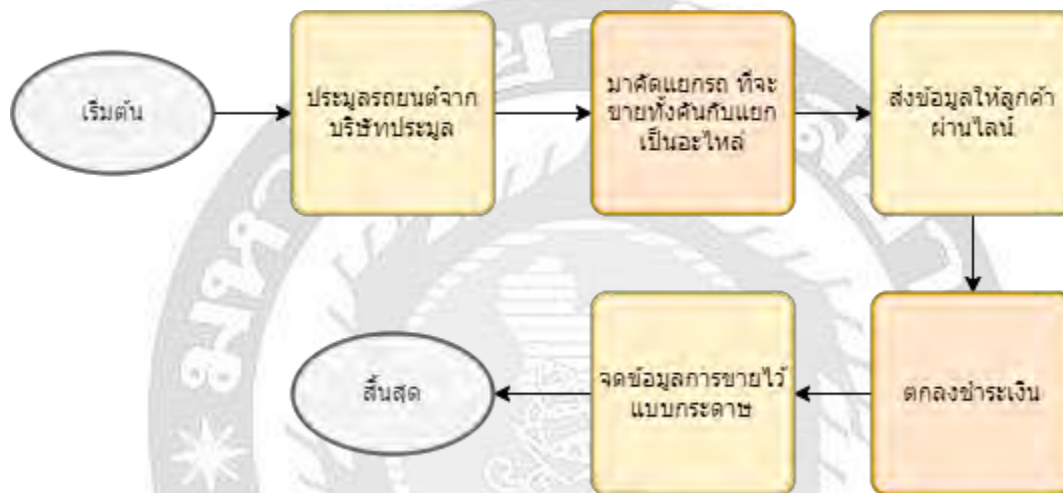 เริ่มต้น
ประมูลรถยนต์จาก
บริษัทประมูล
มาคัดแยกรถ ที่จะ
ขายทั้งคันกับแยก
เป็นอะไหล่
ส่งข้อมูลให้ลูกค้า
ผ่านไลน์
ตกลงชำระเงิน
จดข้อมูลการขายไว้
แบบกระดาษ
สิ้นสุด